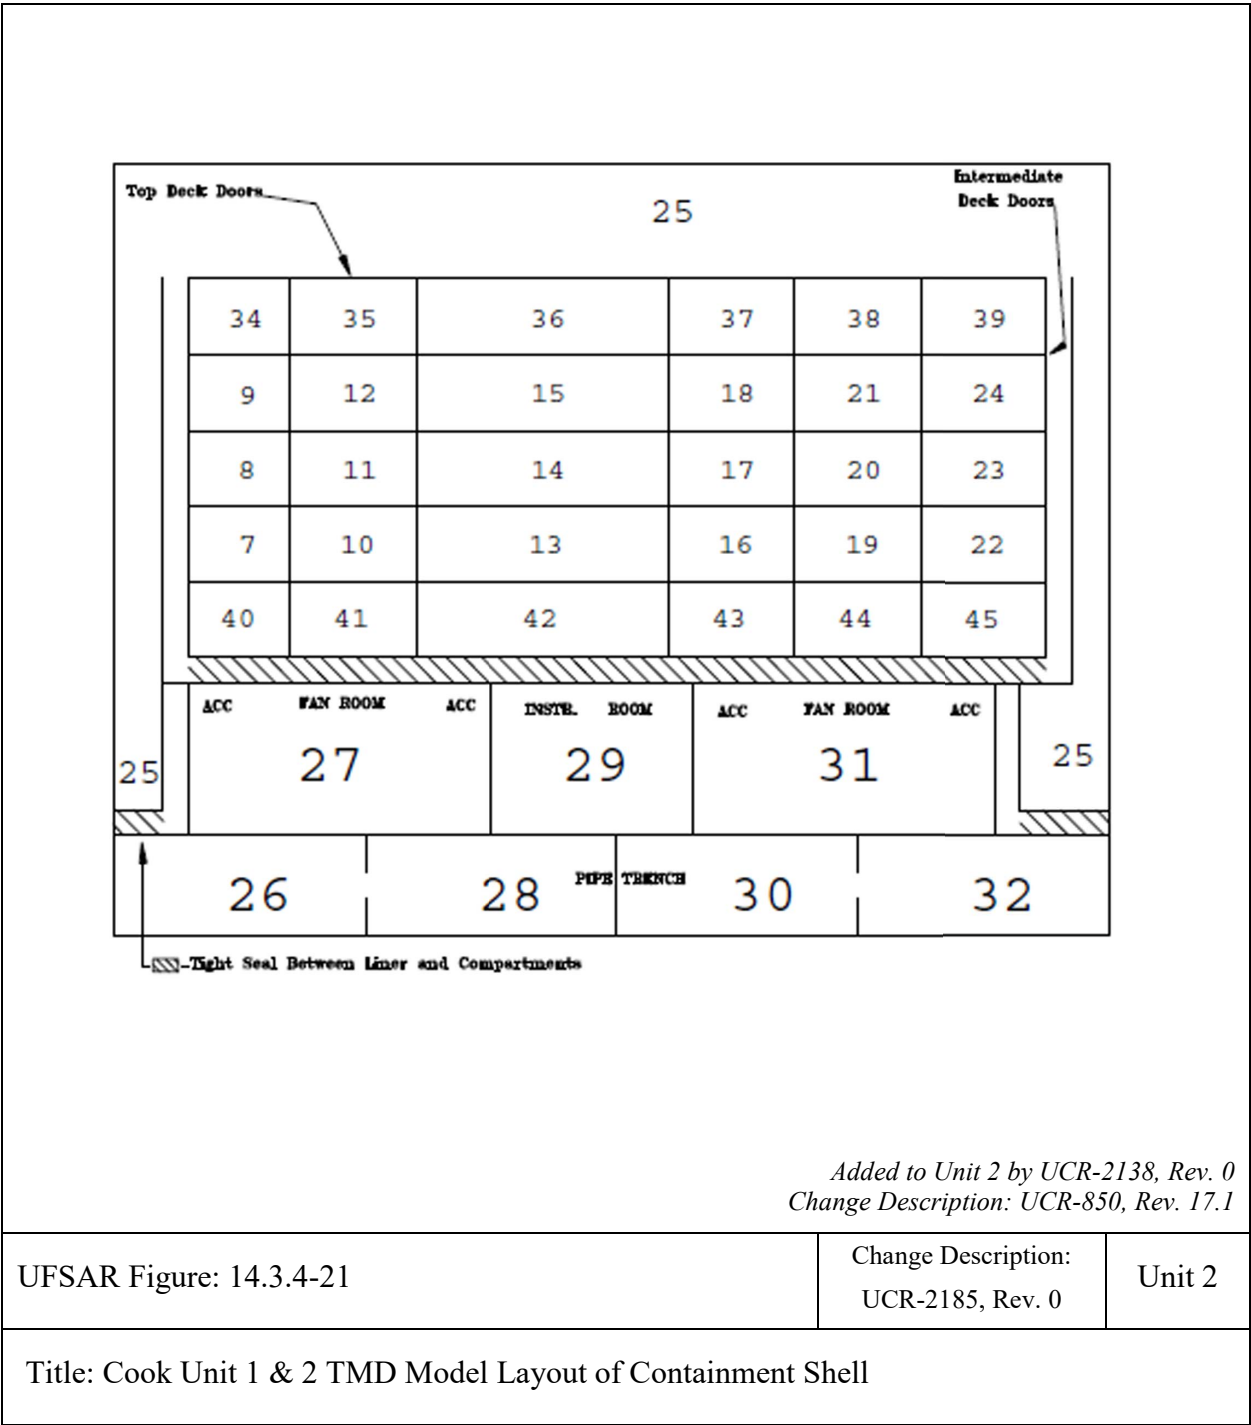 Top Deck Doors
Intermediate
Deck Doors
25
34 35 36 37 38 39
9 12 15 18 21 24
8 11 14 17 20 23
7 10 13 16 19 22
40 41 42 43 44 45
ACC FAN ROOM ACC INSTR. ROOM ACC FAN ROOM ACC
25 27 29 31 25
26 28 PIPE TRENCH 30 32
Tight Seal Between Liner and Compartments
Added to Unit 2 by UCR-2138, Rev. 0
Change Description: UCR-850, Rev. 17.1
UFSAR Figure: 14.3.4-21
Change Description:
UCR-2185, Rev. 0
Unit 2
Title: Cook Unit 1 & 2 TMD Model Layout of Containment Shell